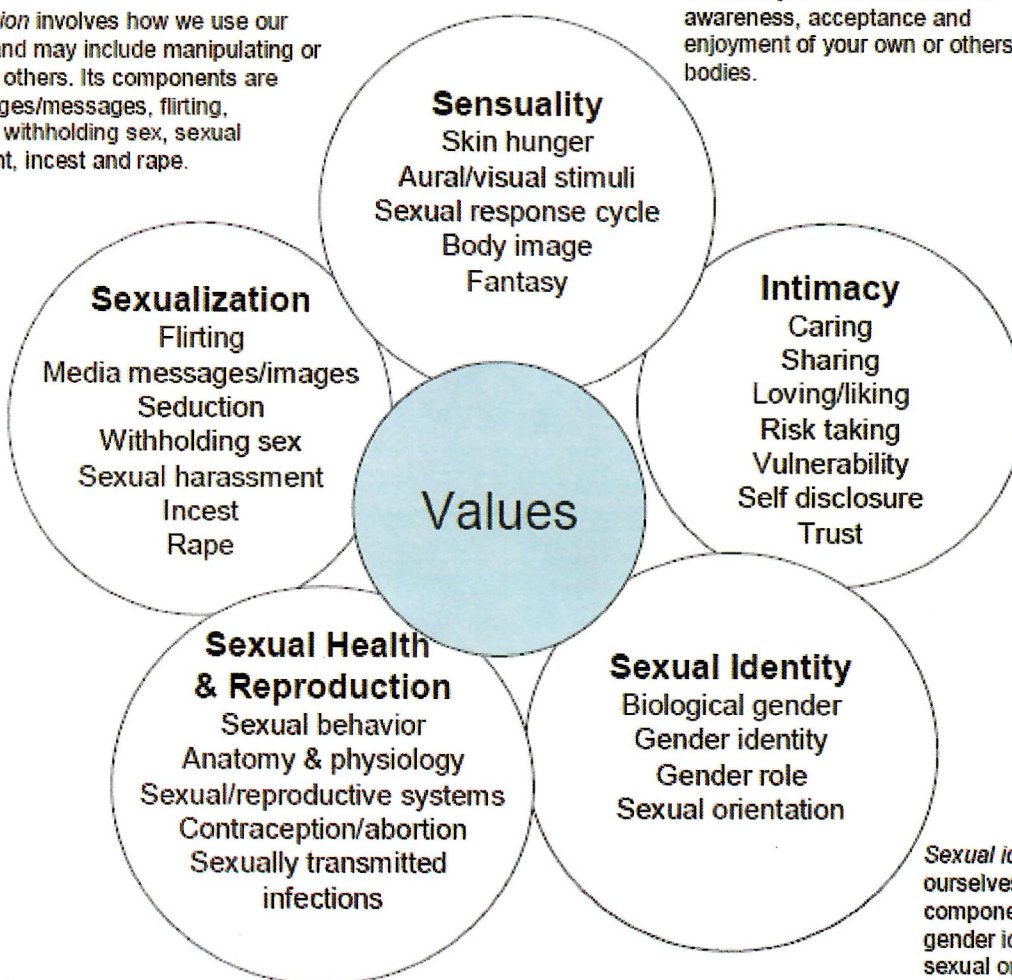 ion involves how we use our
and may include manipulating or
others. Its components are
ges/messages, flirting,
withholding sex, sexual
nt, incest and rape.
awareness, acceptance and
enjoyment of your own or others
bodies.
Sensuality
Skin hunger
Aural/visual stimuli
Sexual response cycle
Body image
Fantasy
Sexualization
Flirting
Media messages/images
Seduction
Withholding sex
Sexual harassment
Incest
Rape
Intimacy
Caring
Sharing
Loving/liking
Risk taking
Vulnerability
Self disclosure
Trust
Values
Sexual Health
& Reproduction
Sexual behavior
Anatomy & physiology
Sexual/reproductive systems
Contraception/abortion
Sexually transmitted
infections
Sexual Identity
Biological gender
Gender identity
Gender role
Sexual orientation
Sexual id
ourselves
compone
gender id
sexual or